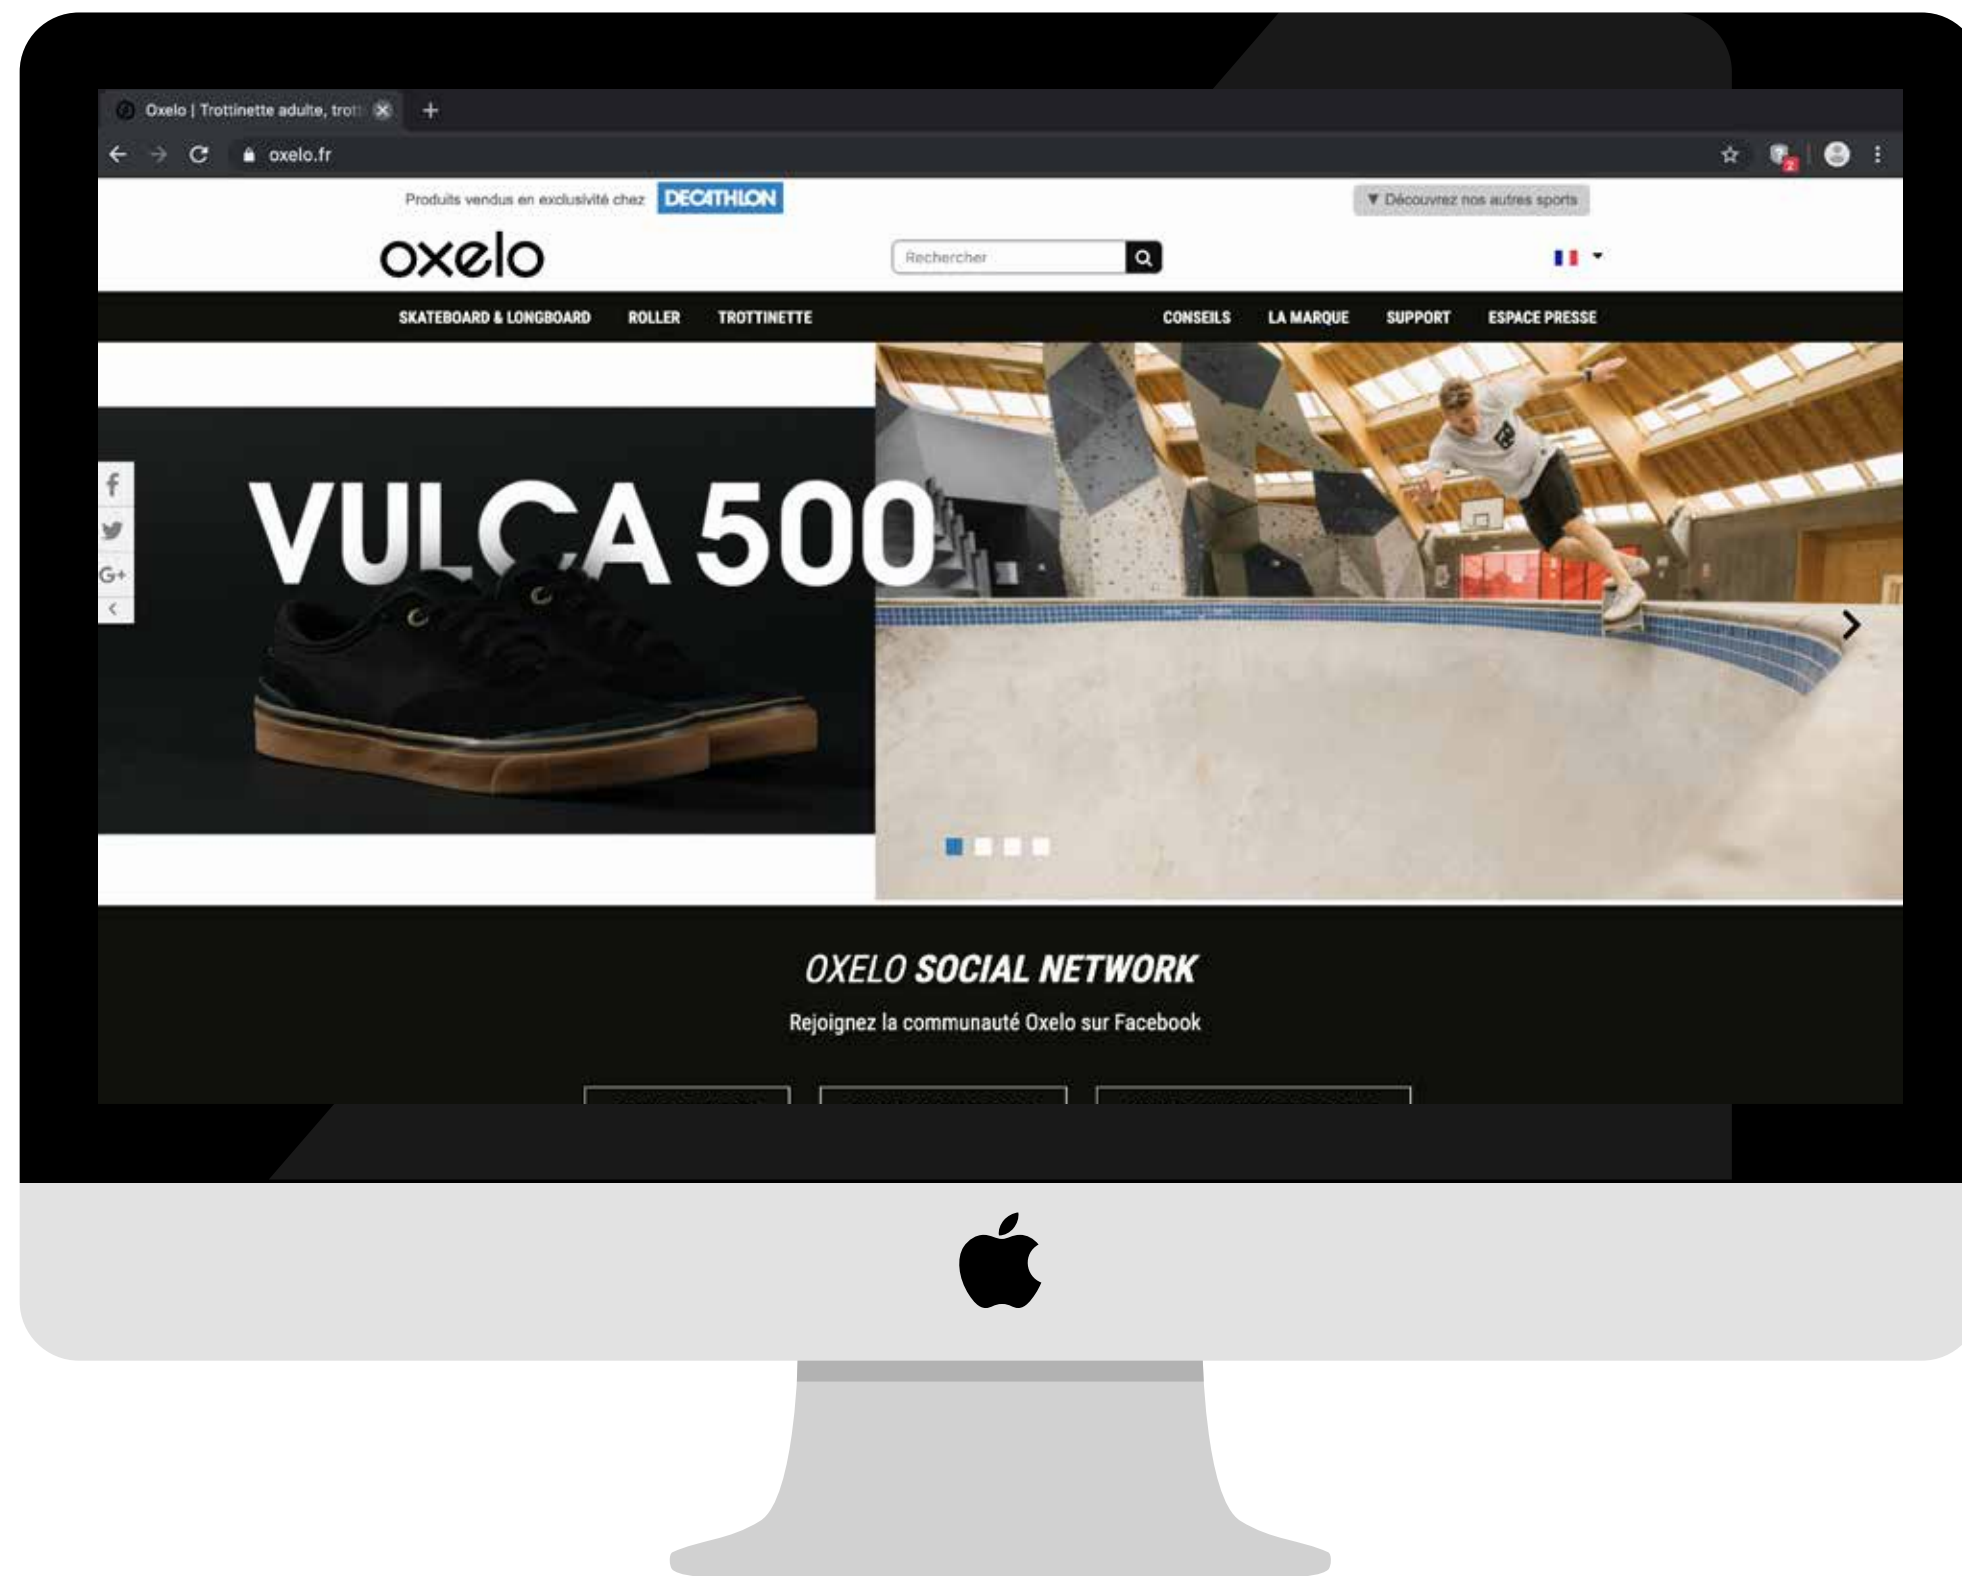 Oxelo | Trottinette adulte, trot
oxelo.fr
2
Produits vendus en exclusivité chez DECATHLON
▼ Découvrez nos autres sports
oxelo
Rechercher
SKATEBOARD & LONGBOARD ROLLER TROTTINETTE CONSEILS LA MARQUE SUPPORT ESPACE PRESSE
VULCA 500
f
G+
OXELO SOCIAL NETWORK
Rejoignez la communauté Oxelo sur Facebook